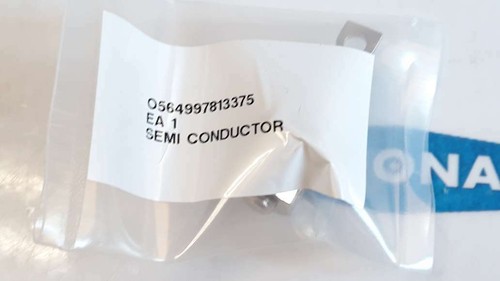 O564997813375
EA 1
SEMI CONDUCTOR
ONA